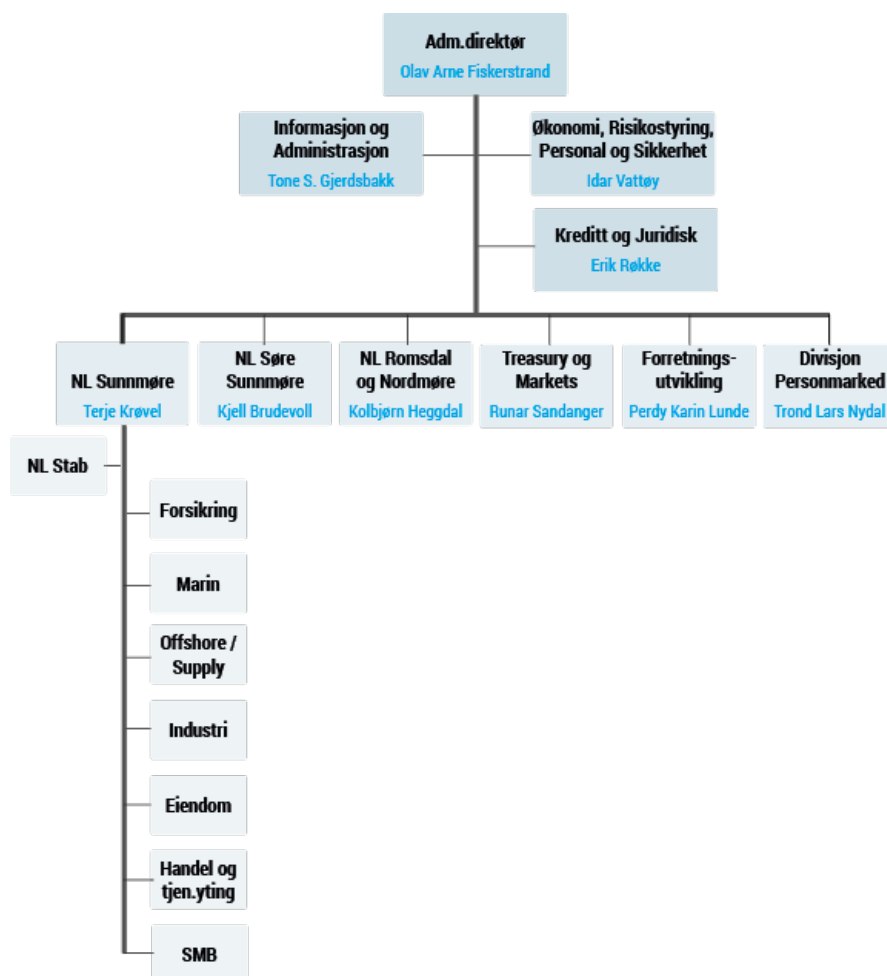 Adm.direktør
Olav Arne Fiskerstrand
Informasjon og
Administrasjon
Tone S. Gjerdsbakk
Økonomi, Risikostyring,
Personal og Sikkerhet
Idar Vattøy
Kreditt og Juridisk
Erik Røkke
NL Sunnmøre
Terje Krøvel
NL Søre
Sunnmøre
Kjell Brudevoll
NL Romsdal
og Nordmøre
Kolbjørn Heggdal
Treasury og
Markets
Runar Sandanger
Forretnings-
utvikling
Perdy Karin Lunde
Divisjon
Personmarked
Trond Lars Nydal
NL Stab
Forsikring
Marin
Offshore /
Supply
Industri
Eiendom
Handel og
tjen.yting
SMB